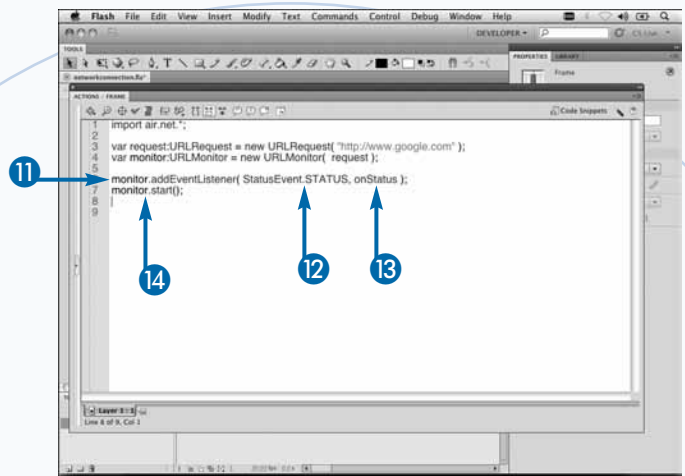 Flash File Edit View Insert Modify Text Commands Control Debug Window Help
DEVELOPER
TOOLS
PROPERTIES LIBRARY
networkconnection.fla*
Frame
ACTIONS / FRAME
Code Snippets
1 import air.net.*;
2
3 var request:URLRequest = new URLRequest( "http://www.google.com" );
4 var monitor:URLMonitor = new URLMonitor( request );
5
6 monitor.addEventListener( StatusEvent.STATUS, onStatus );
7 monitor.start();
8
9
11
12
13
14
Layer 1 : 1
Line 8 of 9, Col 1